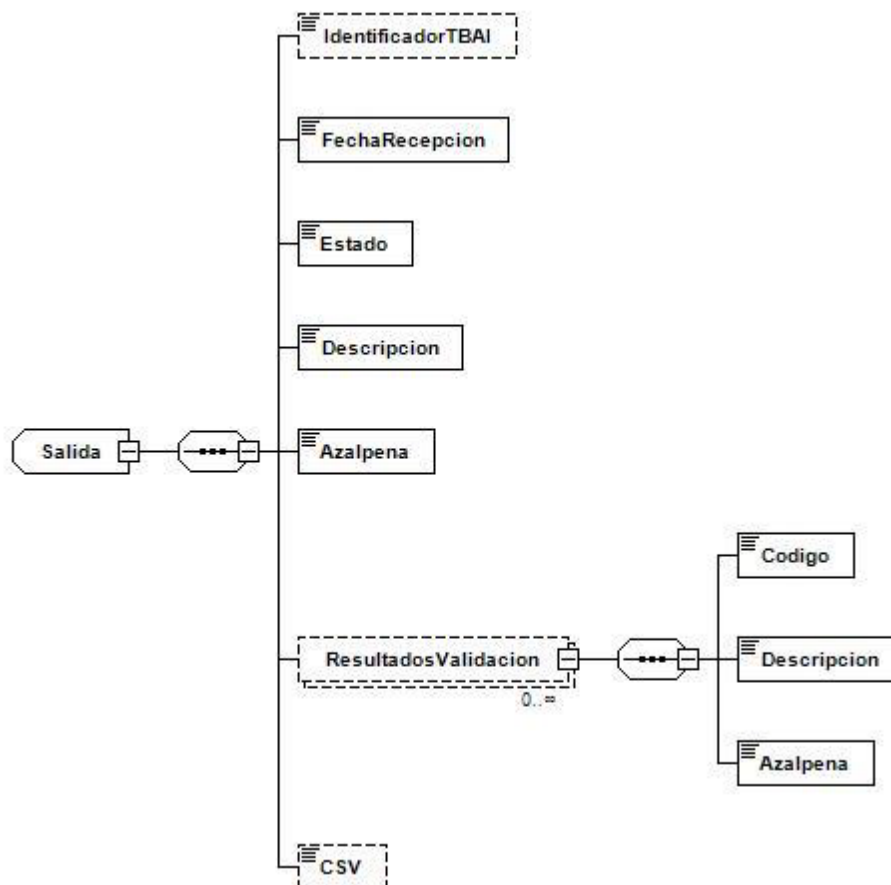 IdentificadorTBAI
FechaRecepcion
Estado
Descripcion
Salida
Azalpena
Codigo
ResultadosValidacion
Descripcion
0..∞
Azalpena
CSV